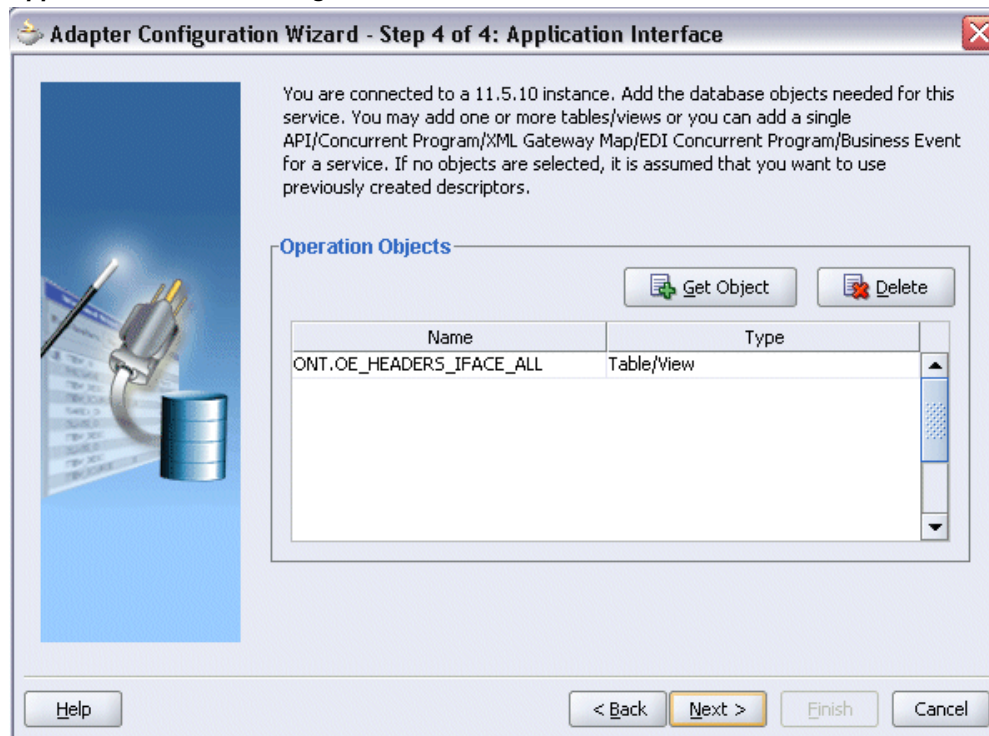 Adapter Configuration Wizard - Step 4 of 4: Application Interface
You are connected to a 11.5.10 instance. Add the database objects needed for this
service. You may add one or more tables/views or you can add a single
API/Concurrent Program/XML Gateway Map/EDI Concurrent Program/Business Event
for a service. If no objects are selected, it is assumed that you want to use
previously created descriptors.
Operation Objects
Get Object Delete
Name Type
ONT.OE_HEADERS_IFACE_ALL Table/View
Help < Back Next > Finish Cancel